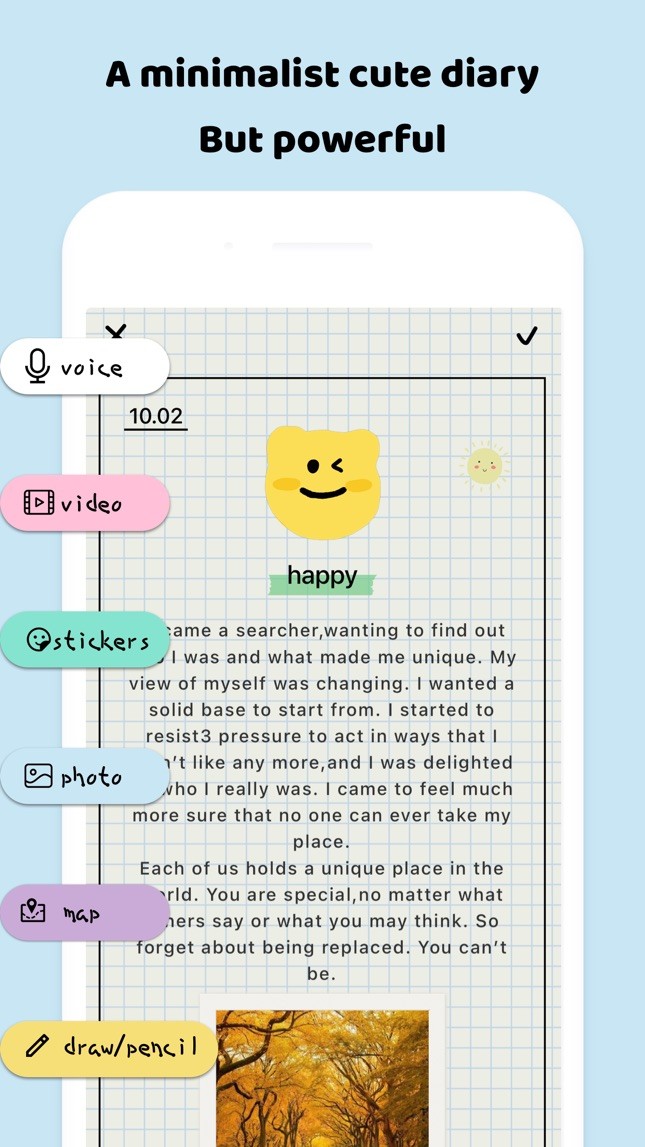 A minimalist cute diary
But powerful
voice
10.02
video
happy
stickers
came a searcher,wanting to find out
I was and what made me unique. My
view of myself was changing. I wanted a
solid base to start from. I started to
resist3 pressure to act in ways that I
't like any more,and I was delighted
who I really was. I came to feel much
photo
more sure that no one can ever take my
place.
Each of us holds a unique place in the
rld. You are special,no matter what
map
hers say or what you may think. So
forget about being replaced. You can't
be.
draw/pencil